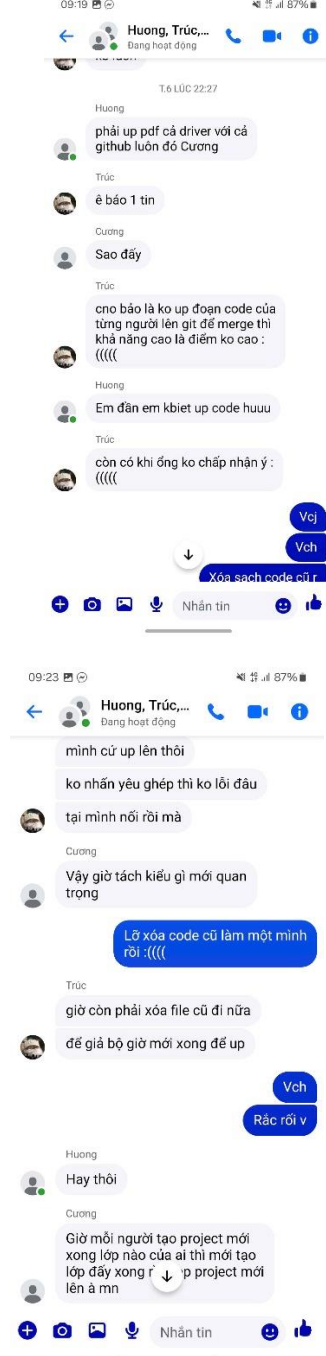 09:19
87%
Huong, Trúc,...
Đang hoạt động
T.6 LÚC 22:27
Huong
phải up pdf cả driver với cả
github luôn đó Cương
Trúc
ê báo 1 tin
Cương
Sao đấy
Trúc
cno bảo là ko up đoạn code của
từng người lên git để merge thì
khả năng cao là điểm ko cao :
(((((
Huong
Em đần em kbiet up code huuu
Trúc
còn có khi ổng ko chấp nhận ý :
(((((
Vcj
Vch
Xóa sạch code cũ r
Nhắn tin
09:23
87%
Huong, Trúc,...
Đang hoạt động
mình cứ up lên thôi
ko nhấn yêu ghép thì ko lỗi đâu
tại mình nối rồi mà
Cương
Vậy giờ tách kiểu gì mới quan
trọng
Lỡ xóa code cũ làm một mình
rồi :((((
Trúc
giờ còn phải xóa file cũ đi nữa
để giả bộ giờ mới xong để up
Vch
Rắc rối v
Huong
Hay thôi
Cương
Giờ mỗi người tạo project mới
xong lớp nào của ai thì mới tạo
lớp đấy xong project mới
lên à mn
Nhắn tin